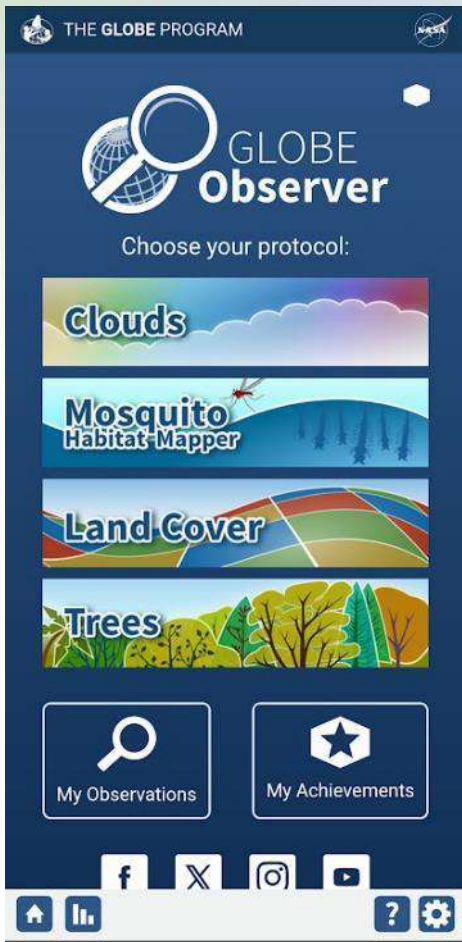 THE GLOBE PROGRAM
NASA
GLOBE
Observer
Choose your protocol:
Clouds
Mosquito
Habitat Mapper
Land Cover
Trees
My Observations
My Achievements
?